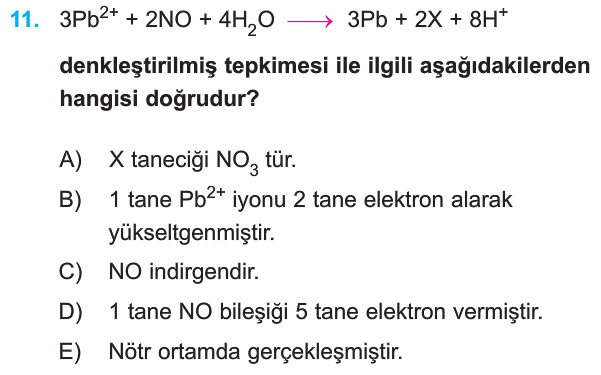 11. 3Pb²⁺ + 2NO + 4H₂O ⟶ 3Pb + 2X + 8H⁺
denkleştirilmiş tepkimesi ile ilgili aşağıdakilerden
hangisi doğrudur?
A) X taneciği NO₃ tür.
B) 1 tane Pb²⁺ iyonu 2 tane elektron alarak
yükseltgenmiştir.
C) NO indirgendir.
D) 1 tane NO bileşiği 5 tane elektron vermiştir.
E) Nötr ortamda gerçekleşmiştir.